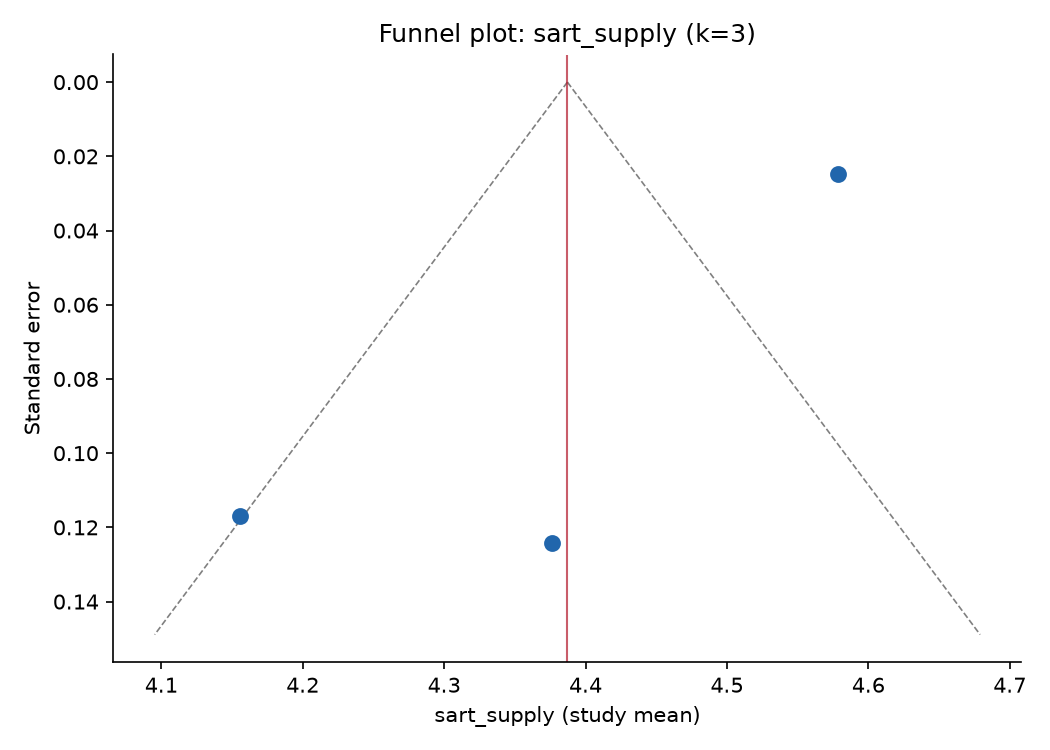 Funnel plot: sart_supply (k=3)
Standard error
0.00
0.02
0.04
0.06
0.08
0.10
0.12
0.14
4.1 4.2 4.3 4.4 4.5 4.6 4.7
sart_supply (study mean)